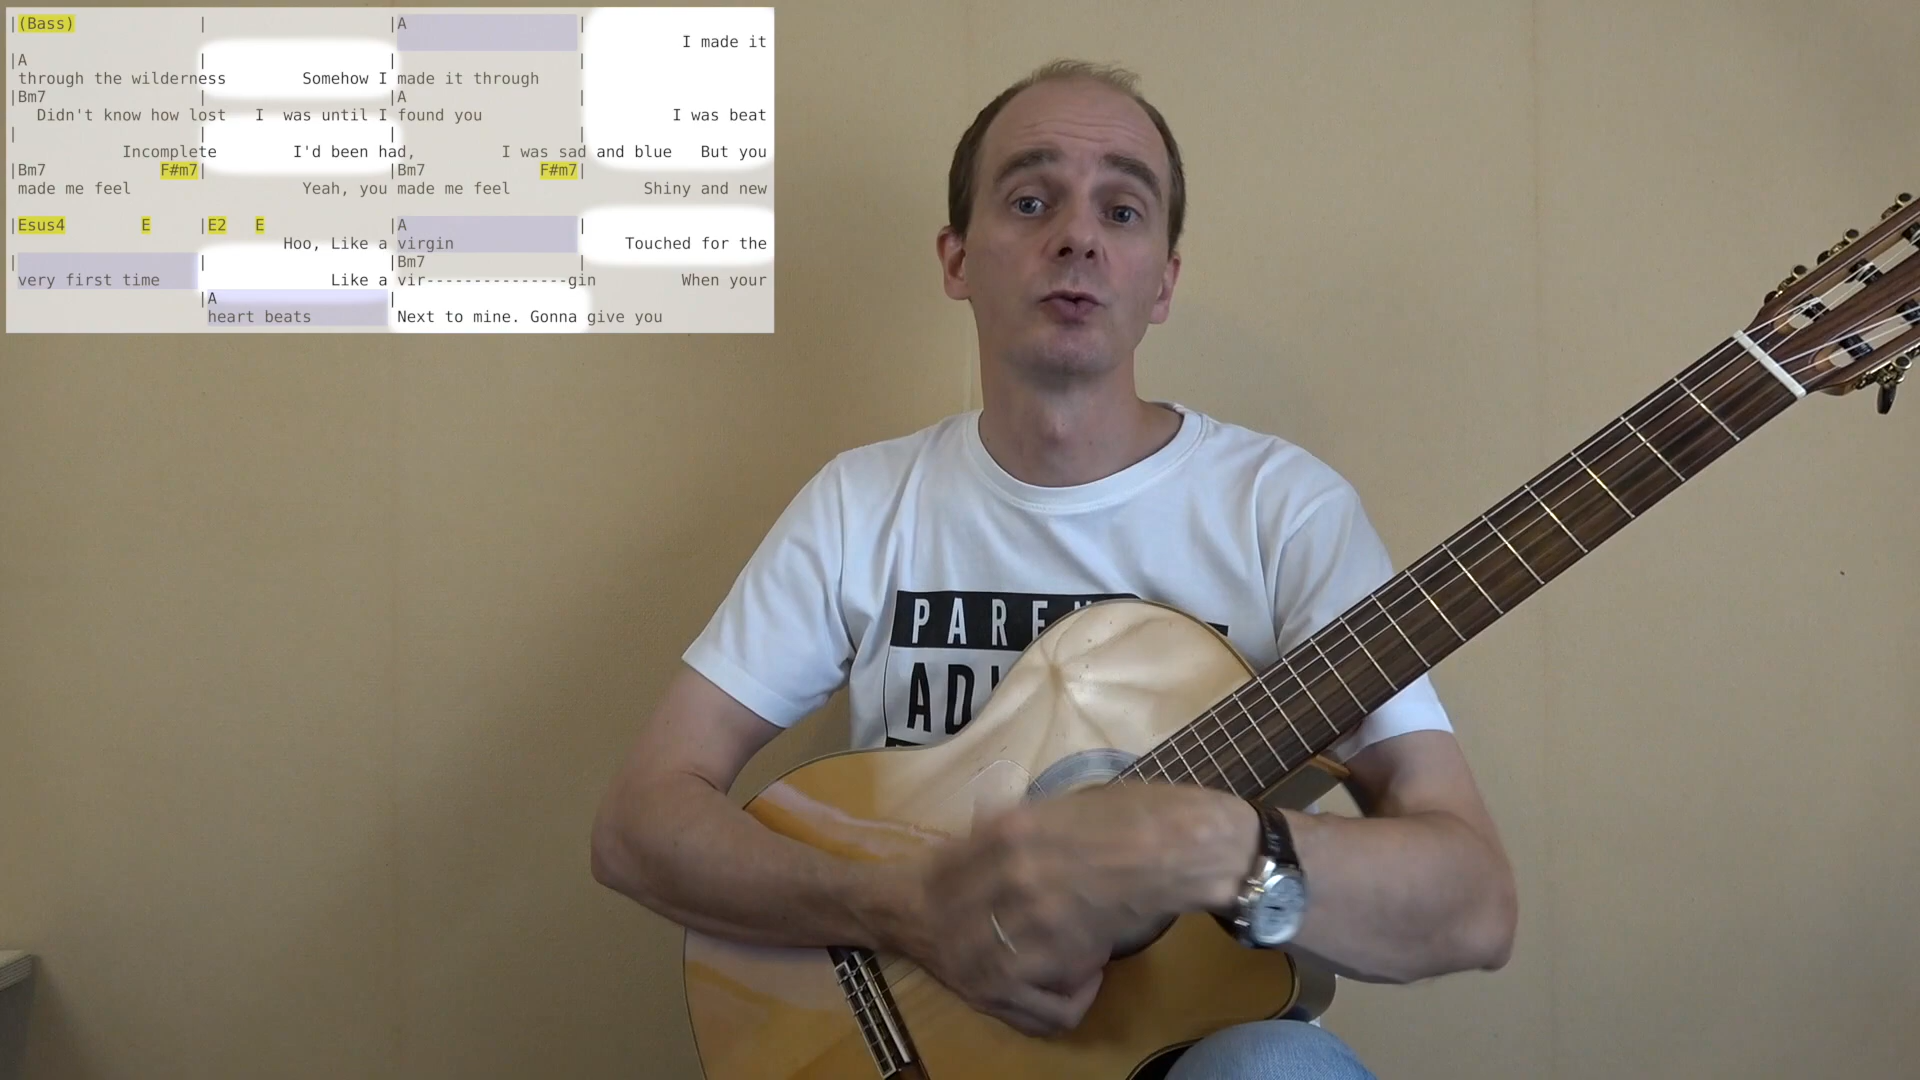 |(Bass) | |A |
I made it
|A | | |
through the wilderness Somehow I made it through
|Bm7 | |A |
Didn't know how lost I was until I found you I was beat
| | | |
Incomplete I'd been had, I was sad and blue But you
|Bm7 F#m7| |Bm7 F#m7|
made me feel Yeah, you made me feel Shiny and new
|Esus4 E |E2 E |A |
Hoo, Like a virgin Touched for the
| | |Bm7 |
very first time Like a vir---------------gin When your
|A |
heart beats Next to mine. Gonna give you
PAREN
AD